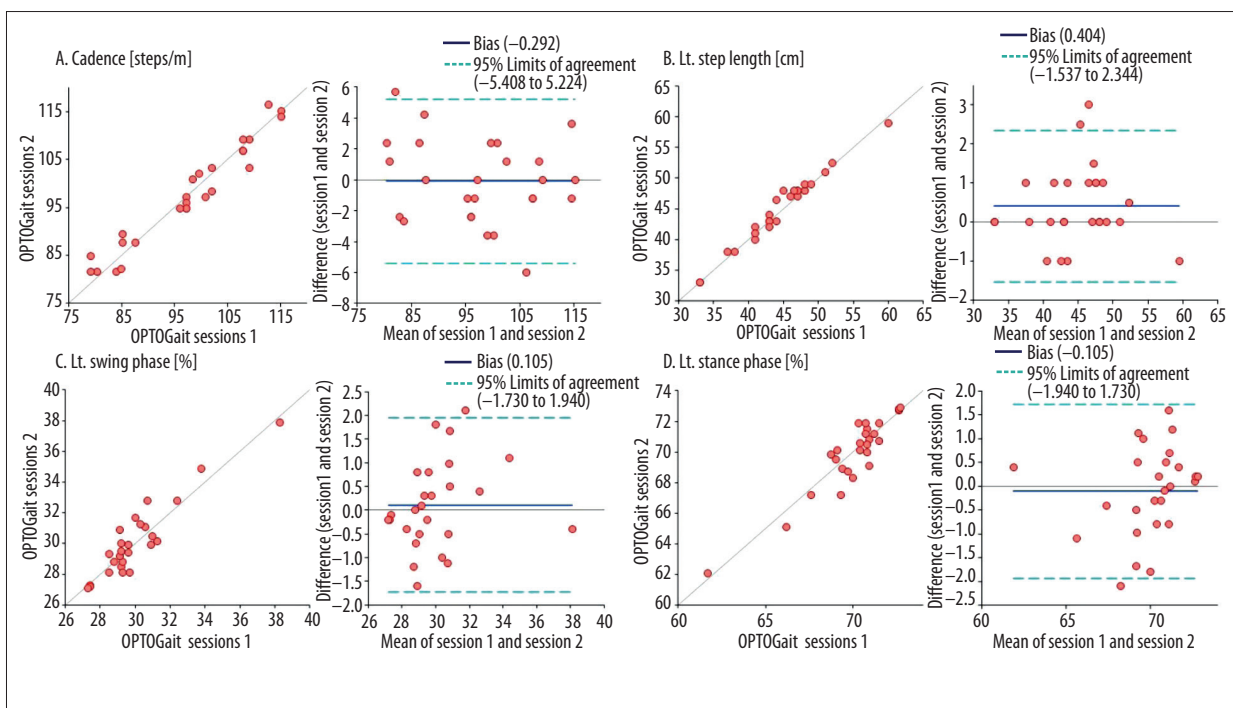 A. Cadence [steps/m]
OPTOGait sessions 2
115
105
95
85
75
75 85 95 105 115
OPTOGait sessions 1
Bias (−0.292)
95% Limits of agreement
(−5.408 to 5.224)
Difference (session1 and session 2)
6
5
4
2
0
−2
−4
−6
−8
75 85 95 105 115
Mean of session 1 and session 2
B. Lt. step length [cm]
OPTOGait sessions 2
65
60
55
50
45
40
35
30
30 35 40 45 50 55 60 65
OPTOGait sessions 1
Bias (0.404)
95% Limits of agreement
(−1.537 to 2.344)
Difference (session1 and session 2)
3
2
1
0
−1
−2
30 35 40 45 50 55 60 65
Mean of session 1 and session 2
C. Lt. swing phase [%]
OPTOGait sessions 2
40
38
36
34
32
30
28
26
26 28 30 32 34 36 38 40
OPTOGait sessions 1
Bias (0.105)
95% Limits of agreement
(−1.730 to 1.940)
Difference (session1 and session 2)
2.5
2.0
1.5
1.0
0.5
0.0
−0.5
−1.0
−1.5
2.0
26 28 30 32 34 36 38 40
Mean of session 1 and session 2
D. Lt. stance phase [%]
OPTOGait sessions 2
74
72
70
68
66
64
62
60
60 65 70
OPTOGait sessions 1
Bias (−0.105)
95% Limits of agreement
(−1.940 to 1.730)
Difference (session1 and session 2)
2.0
1.5
1.0
0.5
0.0
−0.5
−1.0
−1.5
−2.0
−2.5
60 65 70
Mean of session 1 and session 2